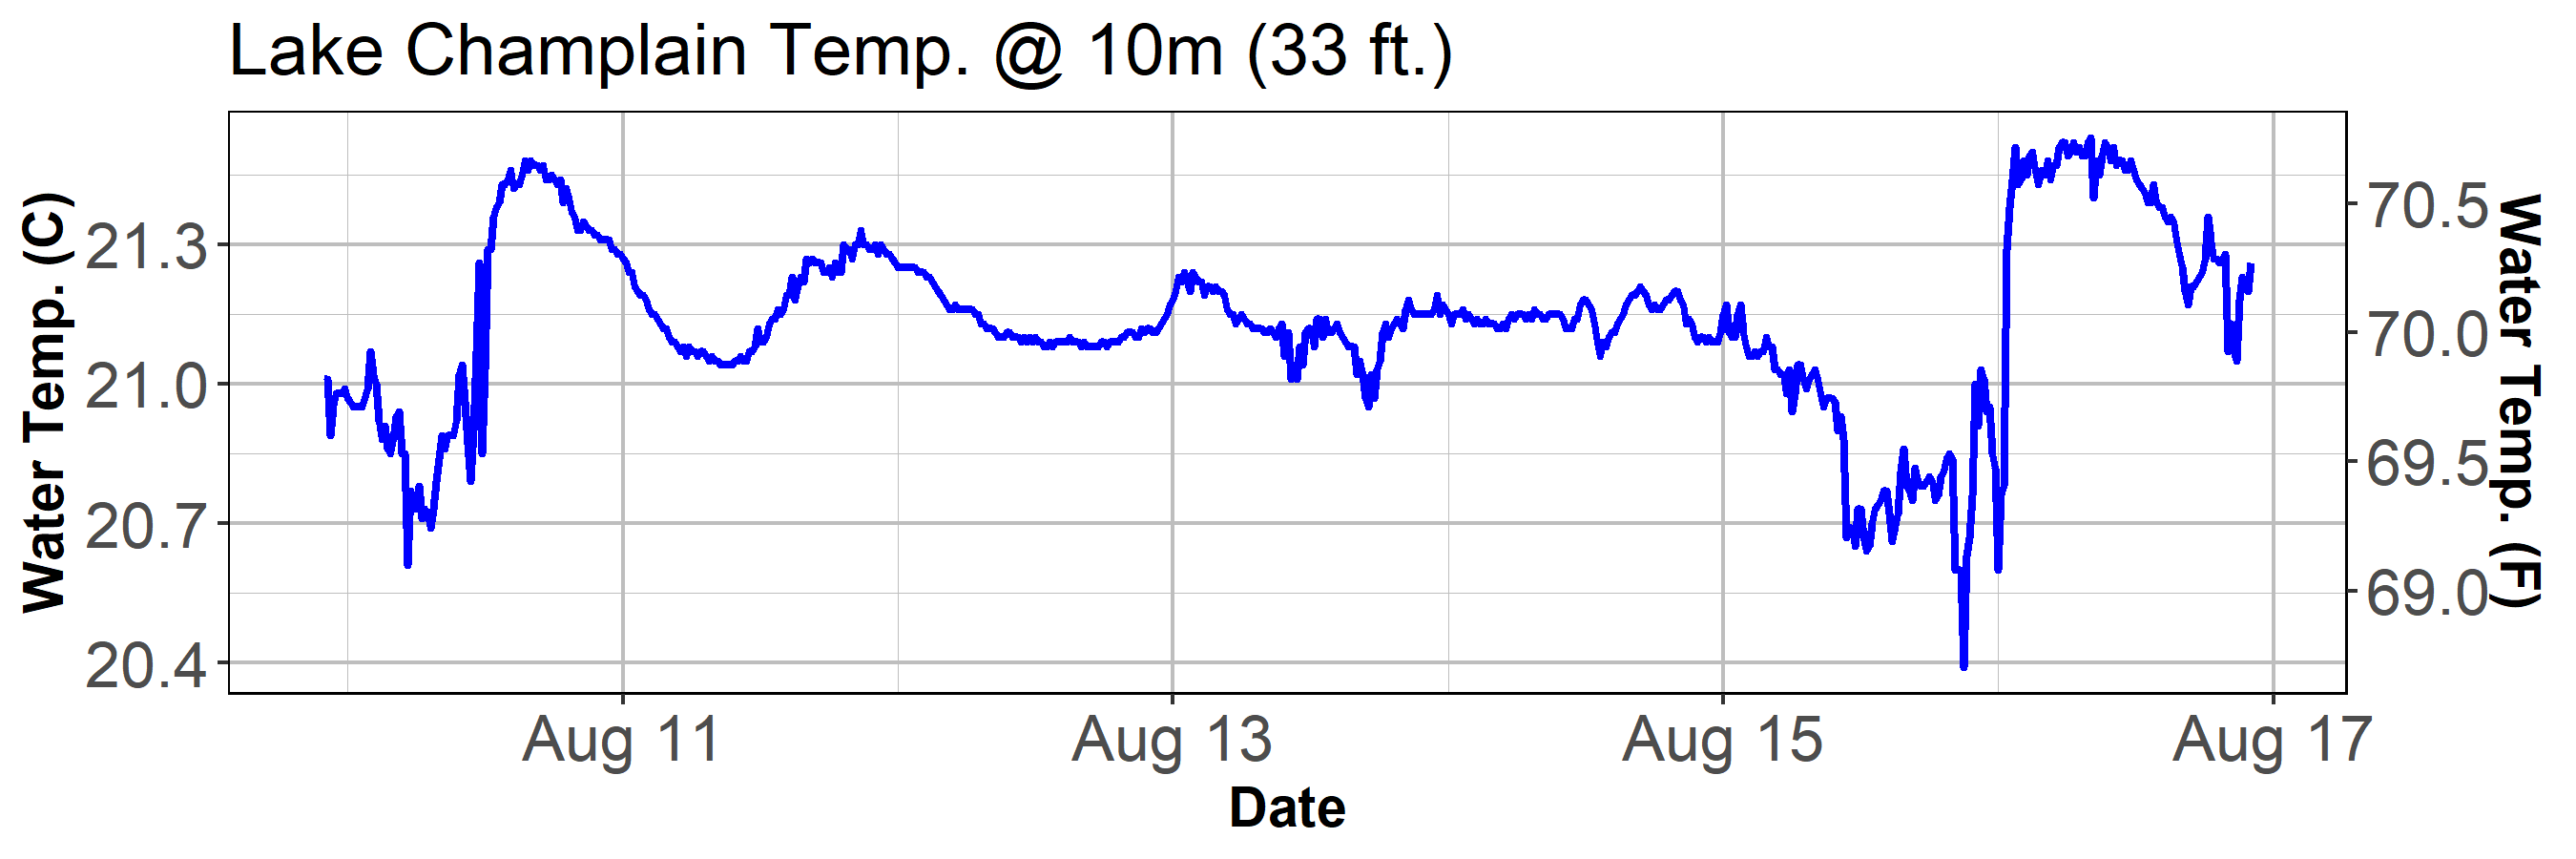 Lake Champlain Temp. @ 10m (33 ft.)
Water Temp. (C)
21.3
21.0
20.7
20.4
70.5
70.0
69.5
69.0
Water Temp. (F)
Aug 11 Aug 13 Aug 15 Aug 17
Date